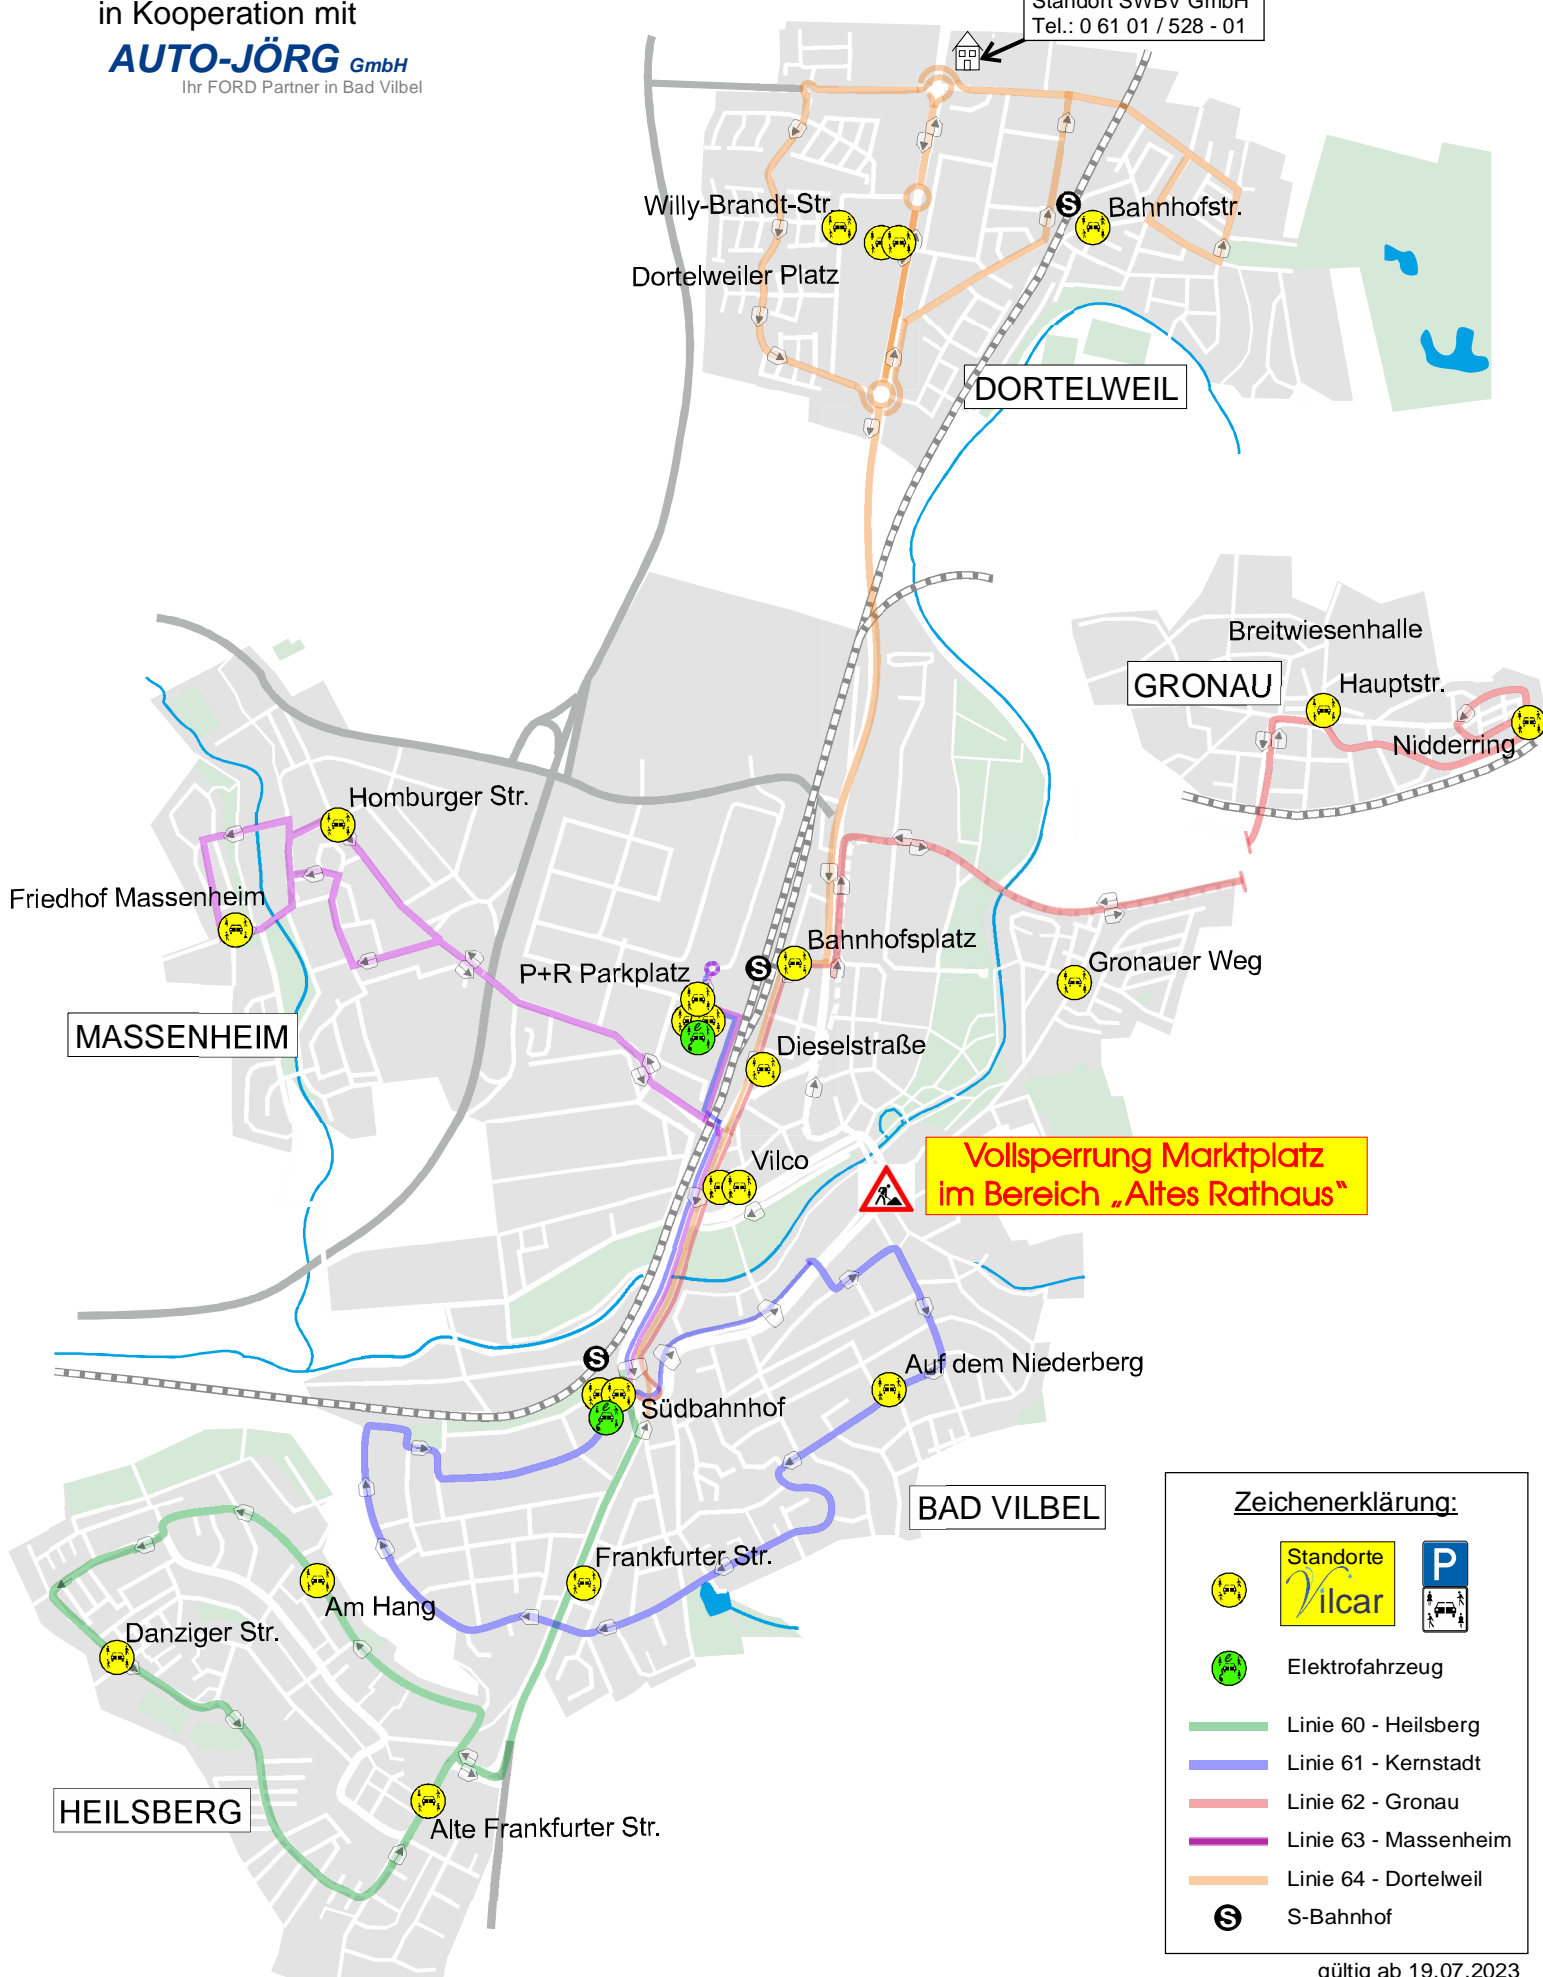 in Kooperation mit
AUTO-JÖRG GmbH
Ihr FORD Partner in Bad Vilbel
Standort SWBV GmbH
Tel.: 0 61 01 / 528 - 01
Willy-Brandt-Str.
S
Bahnhofstr.
Dortelweiler Platz
DORTELWEIL
Breitwiesenhalle
GRONAU
Hauptstr.
Nidderring
Homburger Str.
Friedhof Massenheim
Bahnhofsplatz
P+R Parkplatz
S
Gronauer Weg
MASSENHEIM
e
Dieselstraße
Vilco
Vollsperrung Marktplatz
im Bereich „Altes Rathaus“
S
Auf dem Niederberg
Südbahnhof
e
BAD VILBEL
Frankfurter Str.
Am Hang
Danziger Str.
HEILSBERG
Alte Frankfurter Str.
Zeichenerklärung:
Standorte
Vilcar
P
e
Elektrofahrzeug
Linie 60 - Heilsberg
Linie 61 - Kernstadt
Linie 62 - Gronau
Linie 63 - Massenheim
Linie 64 - Dortelweil
S
S-Bahnhof
gültig ab 19.07.2023